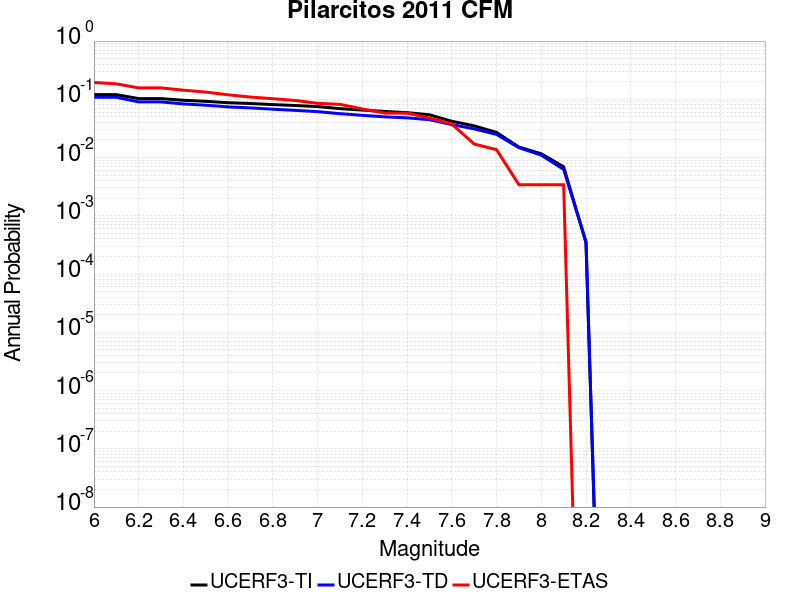 Pilarcitos 2011 CFM
10^0
10^-1
10^-2
10^-3
10^-4
10^-5
10^-6
10^-7
10^-8
Annual Probability
6 6.2 6.4 6.6 6.8 7 7.2 7.4 7.6 7.8 8 8.2 8.4 8.6 8.8 9
Magnitude
UCERF3-TI UCERF3-TD UCERF3-ETAS